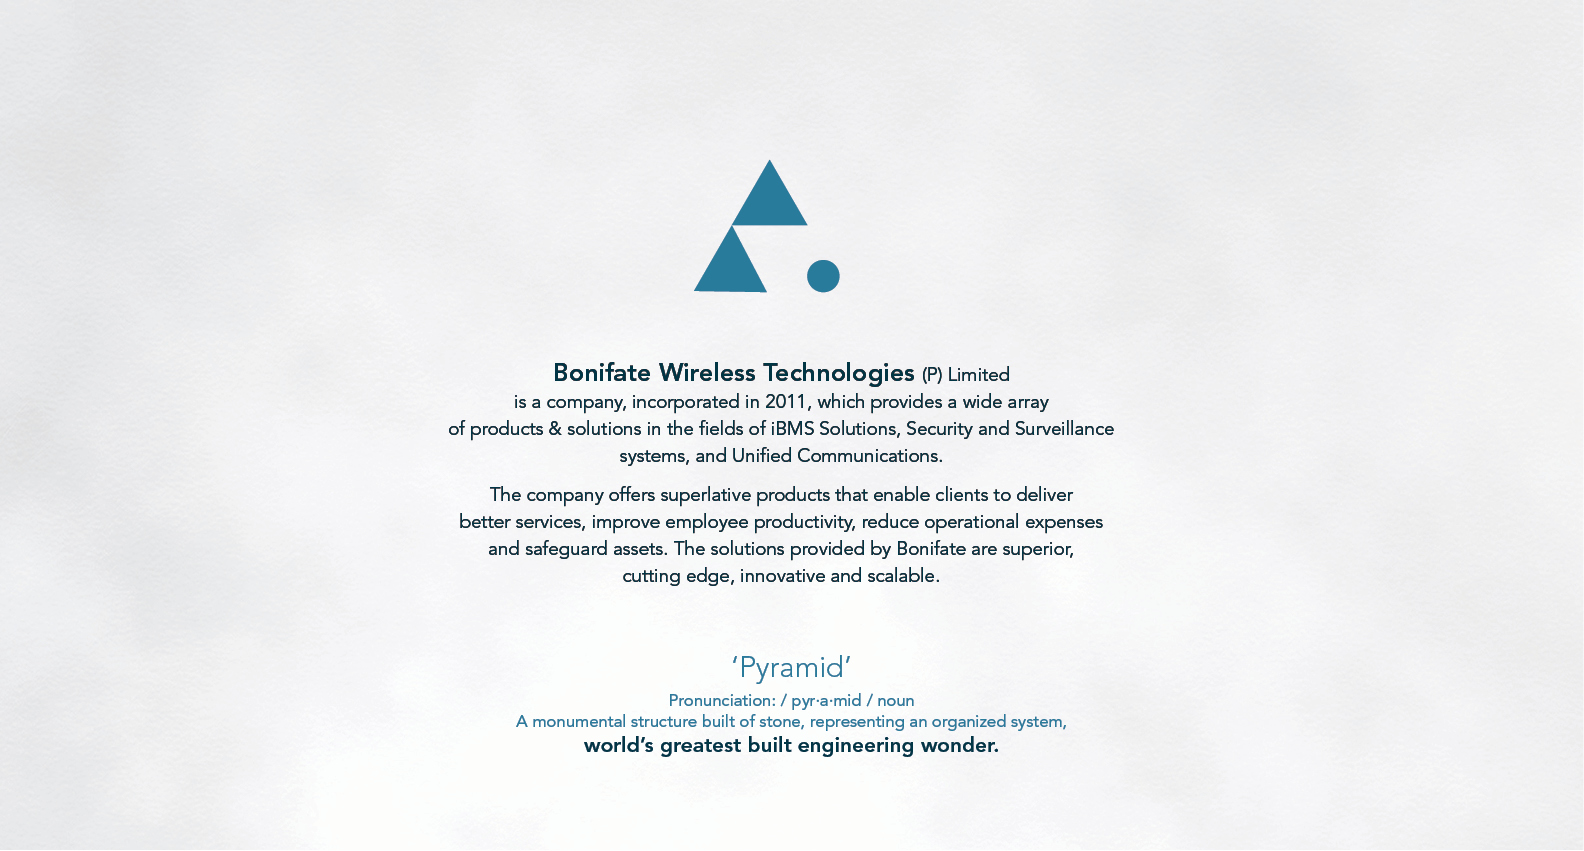 Bonifate Wireless Technologies (P) Limited
is a company, incorporated in 2011, which provides a wide array
of products & solutions in the fields of iBMS Solutions, Security and Surveillance
systems, and Unified Communications.
The company offers superlative products that enable clients to deliver
better services, improve employee productivity, reduce operational expenses
and safeguard assets. The solutions provided by Bonifate are superior,
cutting edge, innovative and scalable.
‘Pyramid’
Pronunciation: / pyr·a·mid / noun
A monumental structure built of stone, representing an organized system,
world’s greatest built engineering wonder.